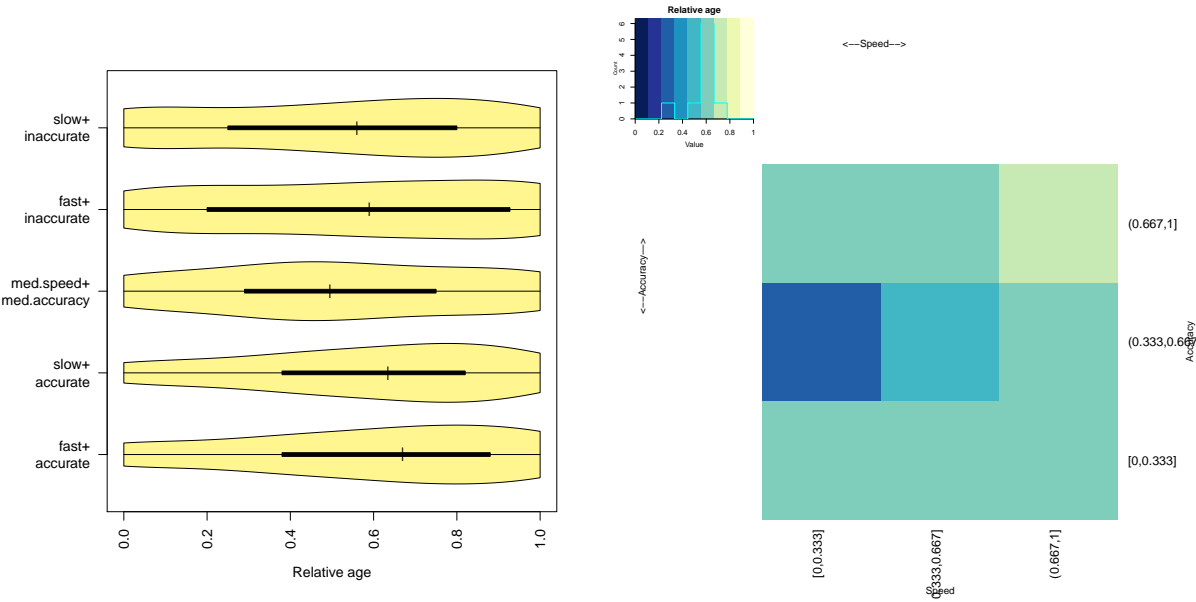 slow+
inaccurate
fast+
inaccurate
med.speed+
med.accuracy
slow+
accurate
fast+
accurate
0.0 0.2 0.4 0.6 0.8 1.0
Relative age
Relative age
Count
0 1 2 3 4 5 6
0 0.2 0.4 0.6 0.8 1
Value
<−−Speed−−>
<−−Accuracy−−>
(0.667,1]
(0.333,0.667
[0,0.333]
Accuracy
[0,0.333]
(0.333,0.667]
(0.667,1]
Speed